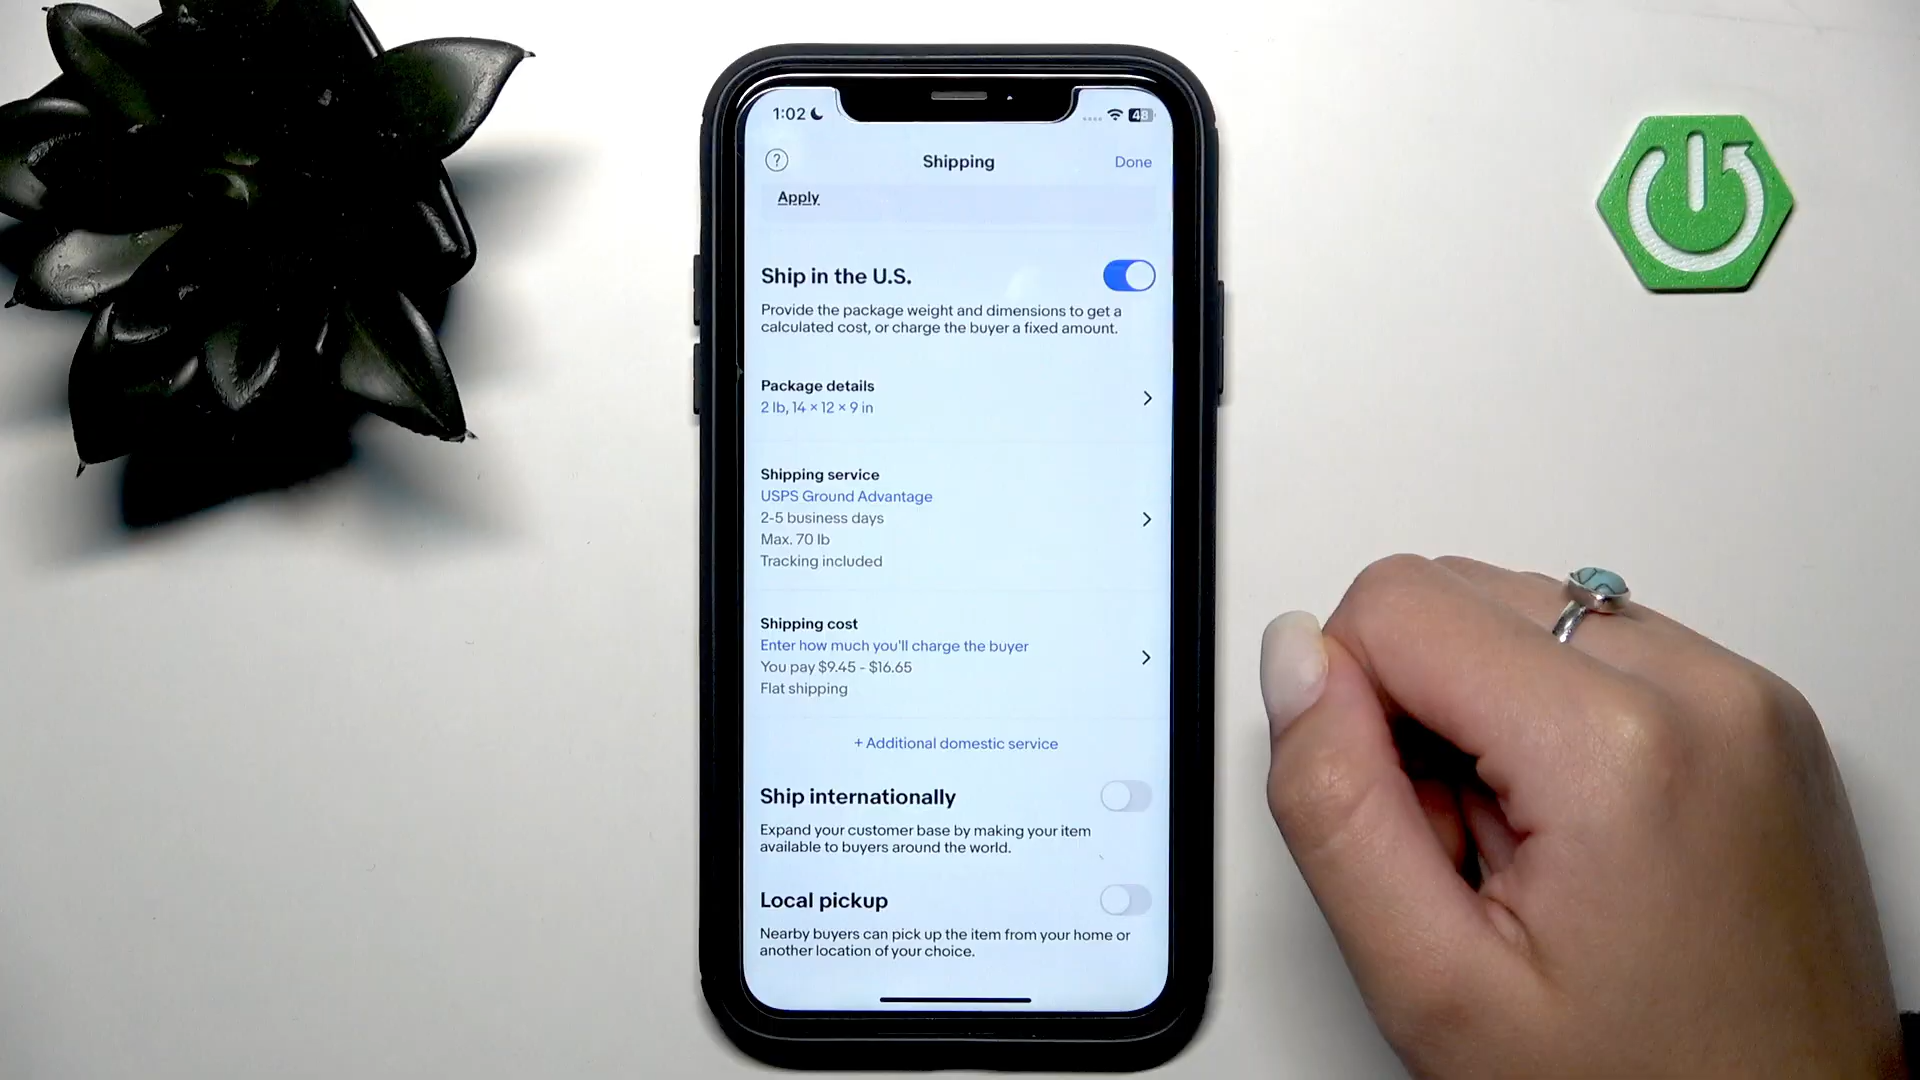 1:02
48
Shipping
Done
Apply
Ship in the U.S.
Provide the package weight and dimensions to get a
calculated cost, or charge the buyer a fixed amount.
Package details
2 lb, 14 × 12 × 9 in
Shipping service
USPS Ground Advantage
2-5 business days
Max. 70 lb
Tracking included
Shipping cost
Enter how much you'll charge the buyer
You pay $9.45 - $16.65
Flat shipping
+ Additional domestic service
Ship internationally
Expand your customer base by making your item
available to buyers around the world.
Local pickup
Nearby buyers can pick up the item from your home or
another location of your choice.